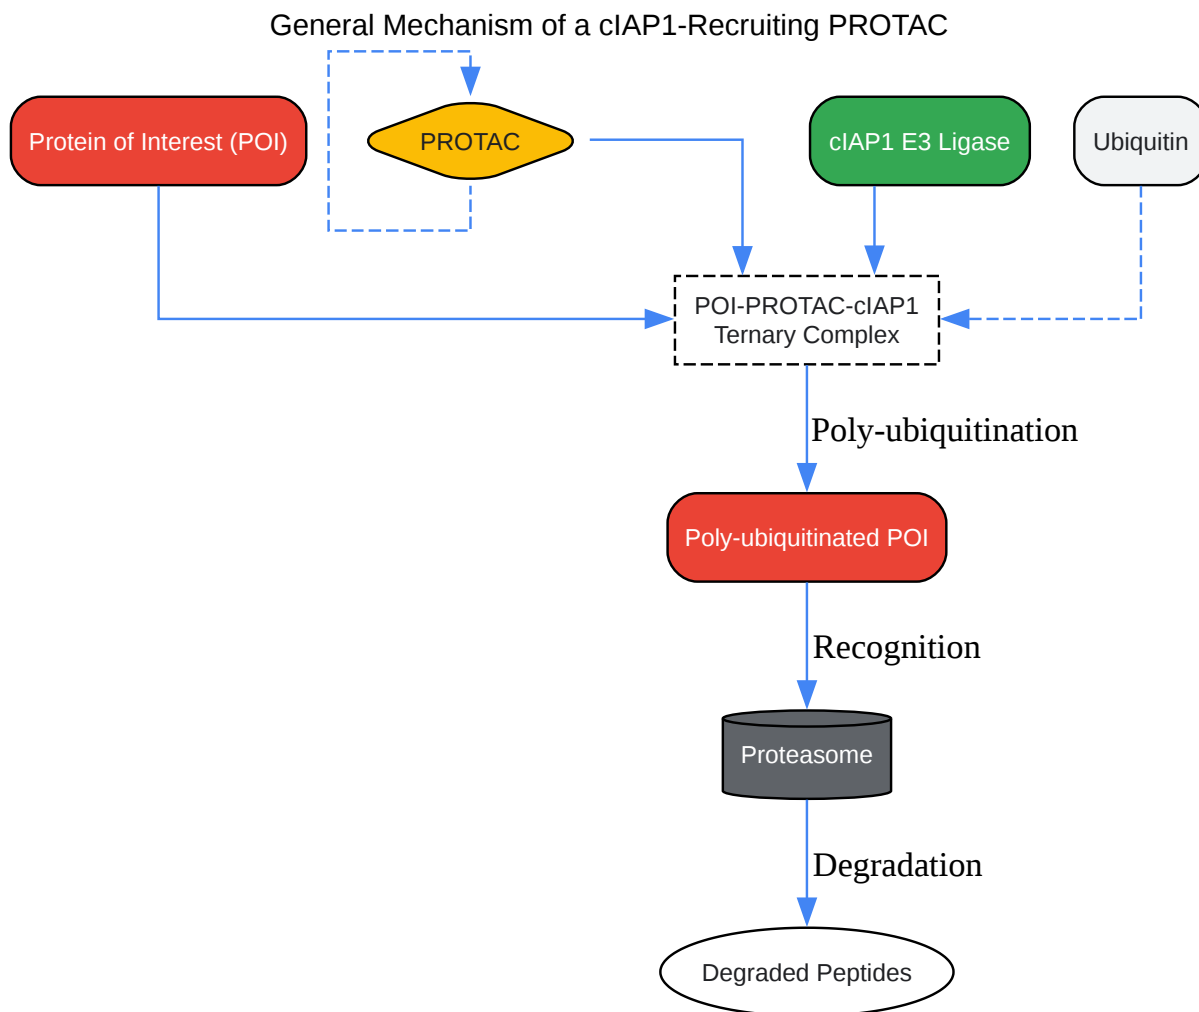 General Mechanism of a cIAP1-Recruiting PROTAC
Protein of Interest (POI)
PROTAC
cIAP1 E3 Ligase
Ubiquitin
POI-PROTAC-cIAP1
Ternary Complex
Poly-ubiquitination
Poly-ubiquitinated POI
Recognition
Proteasome
Degradation
Degraded Peptides